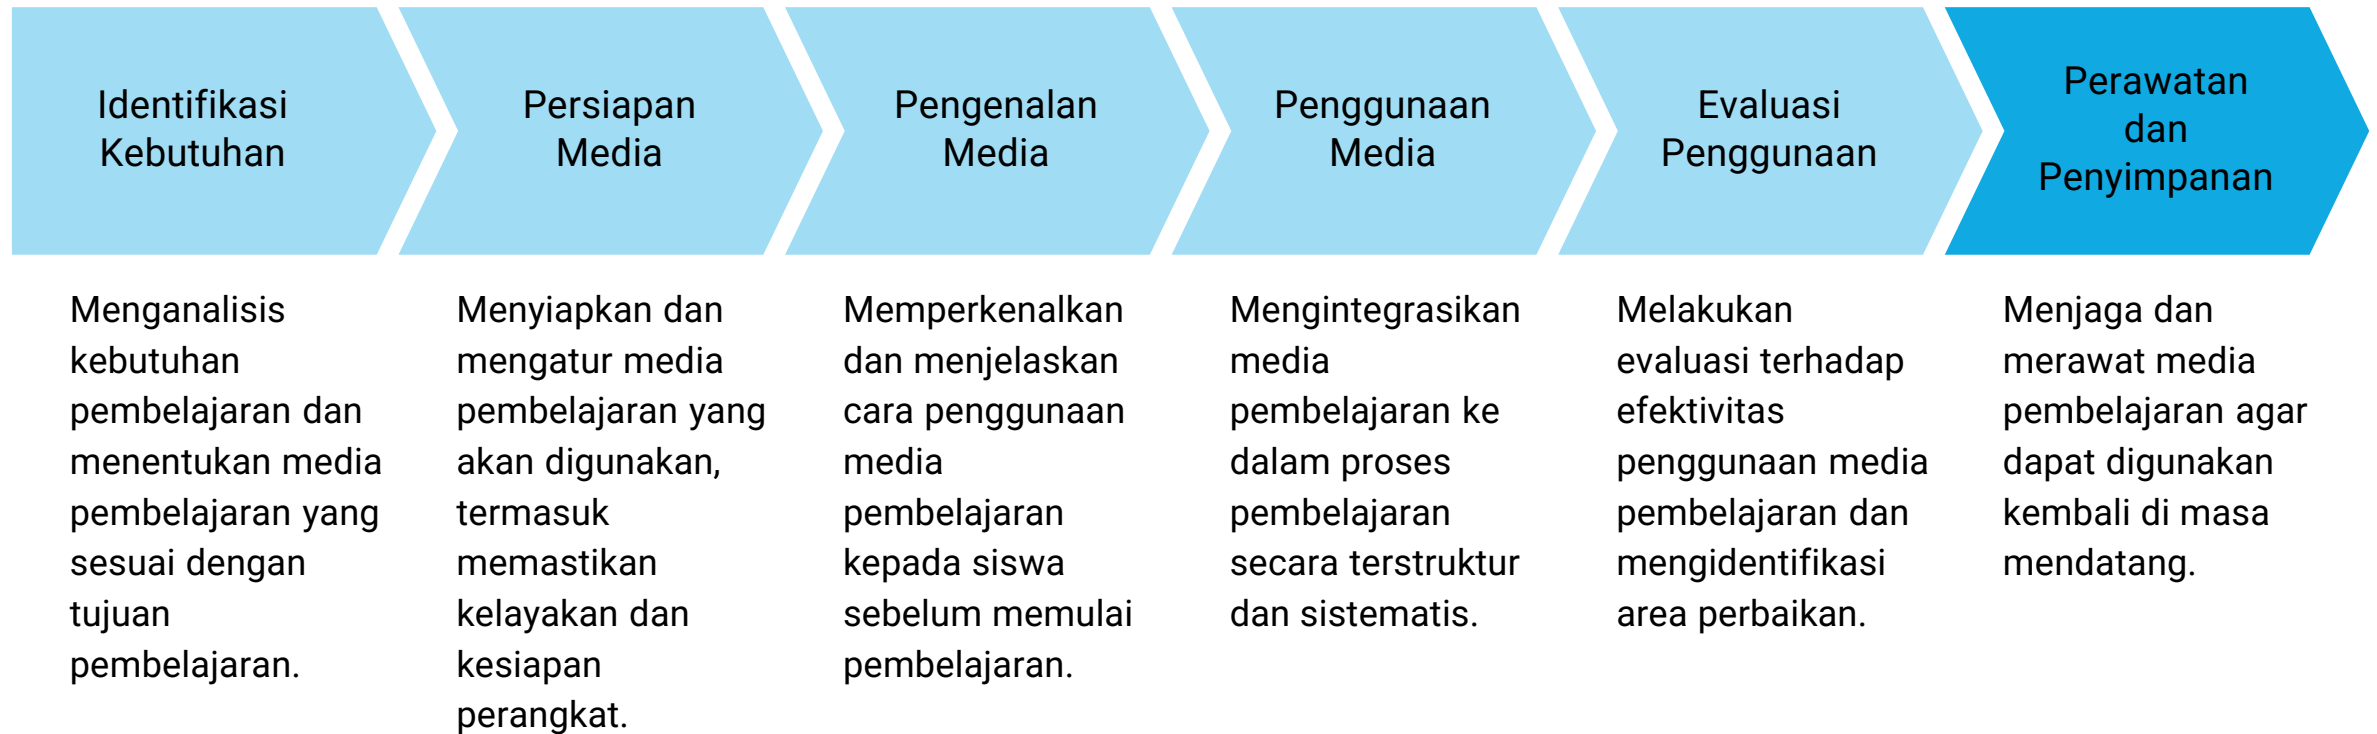 Identifikasi
Kebutuhan
Persiapan
Media
Pengenalan
Media
Penggunaan
Media
Evaluasi
Penggunaan
Perawatan
dan
Penyimpanan
Menganalisis
kebutuhan
pembelajaran dan
menentukan media
pembelajaran yang
sesuai dengan
tujuan
pembelajaran.
Menyiapkan dan
mengatur media
pembelajaran yang
akan digunakan,
termasuk
memastikan
kelayakan dan
kesiapan
perangkat.
Memperkenalkan
dan menjelaskan
cara penggunaan
media
pembelajaran
kepada siswa
sebelum memulai
pembelajaran.
Mengintegrasikan
media
pembelajaran ke
dalam proses
pembelajaran
secara terstruktur
dan sistematis.
Melakukan
evaluasi terhadap
efektivitas
penggunaan media
pembelajaran dan
mengidentifikasi
area perbaikan.
Menjaga dan
merawat media
pembelajaran agar
dapat digunakan
kembali di masa
mendatang.